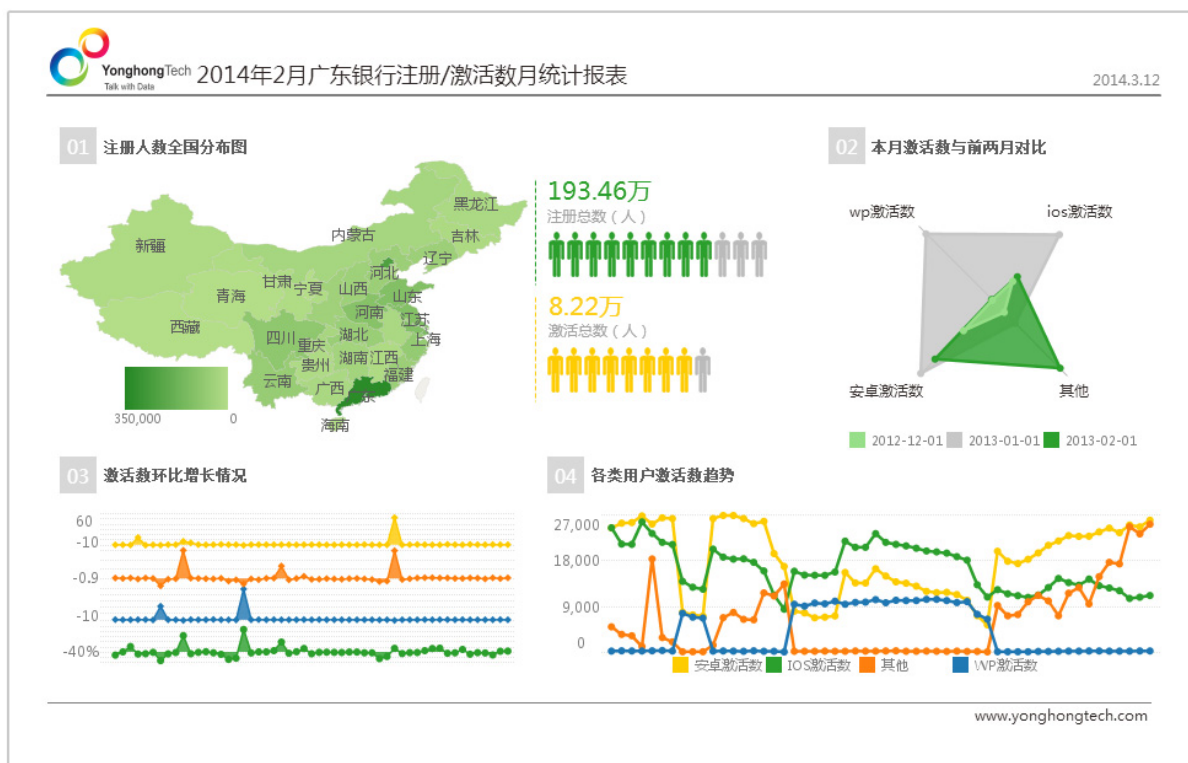 YonghongTech
Talk with Data
2014年2月广东银行注册/激活数月统计报表
2014.3.12
01 注册人数全国分布图
黑龙江
吉林
内蒙古
新疆
辽宁
河北
甘肃
宁夏
山西
青海
山东
河南
西藏
江苏
四川
重庆
湖北
上海
贵州
湖南
江西
福建
云南
广西
东
海南
350,000
0
193.46万
注册总数（人）
8.22万
激活总数（人）
02 本月激活数与前两月对比
wp激活数
ios激活数
安卓激活数
其他
2012-12-01 2013-01-01 2013-02-01
03 激活数环比增长情况
60
-10
-0.9
-10
-40%
04 各类用户激活数趋势
27,000
18,000
9,000
0
安卓激活数 IOS激活数 其他 WP激活数
www.yonghongtech.com